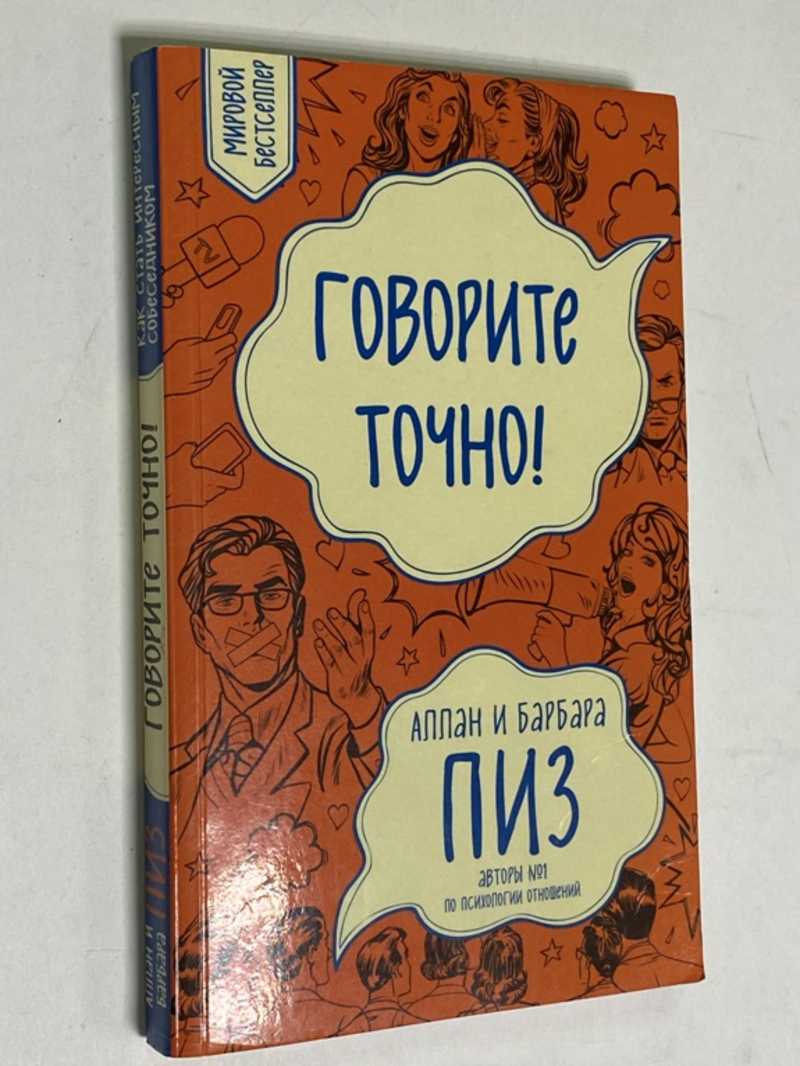 МИРОВОЙ
БЕСТСЕЛЛЕР
ГОВОРИТЕ
ТОЧНО!
АЛЛАН И БАРБАРА
ПИЗ
АВТОРЫ №1
ПО ПСИХОЛОГИИ ОТНОШЕНИЙ
КАК СТАТЬ ИНТЕРЕСНЫМ
СОБЕСЕДНИКОМ
ГОВОРИТЕ ТОЧНО!
АЛЛАН И
БАРБАРА
ПИЗ